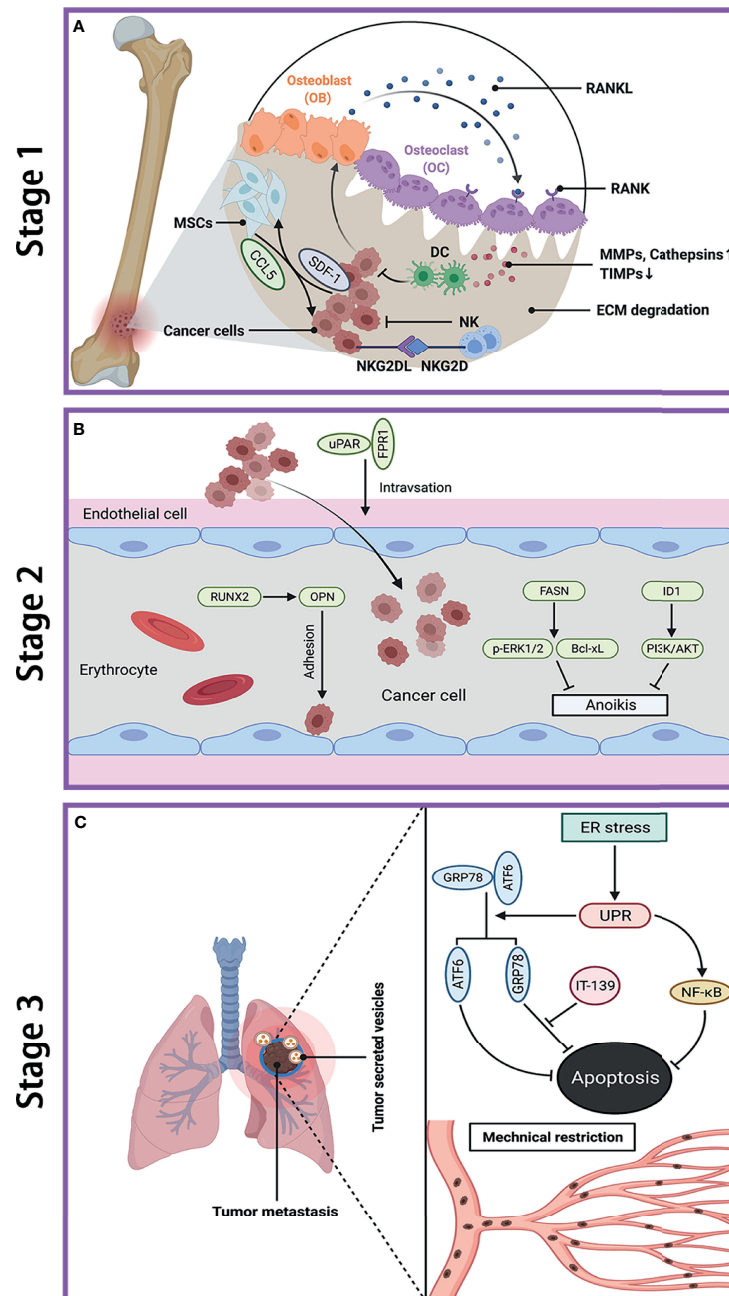 Stage 1
A
Osteoblast
(OB)
RANKL
Osteoclast
(OC)
RANK
MSCs
CCL5
SDF-1
DC
MMPs, Cathepsins↑
TIMPs↓
ECM degradation
Cancer cells
NK
NKG2DL
NKG2D
Stage 2
B
uPAR
FPR1
Intravsation
Endothelial cell
RUNX2
OPN
FASN
ID1
Adhesion
p-ERK1/2
Bcl-xL
PI3K/AKT
Erythrocyte
Cancer cell
Anoikis
Stage 3
C
Tumor secreted vesicles
Tumor metastasis
ER stress
GRP78
ATF6
UPR
ATF6
GRP78
IT-139
NF-κB
Apoptosis
Mechnical restriction